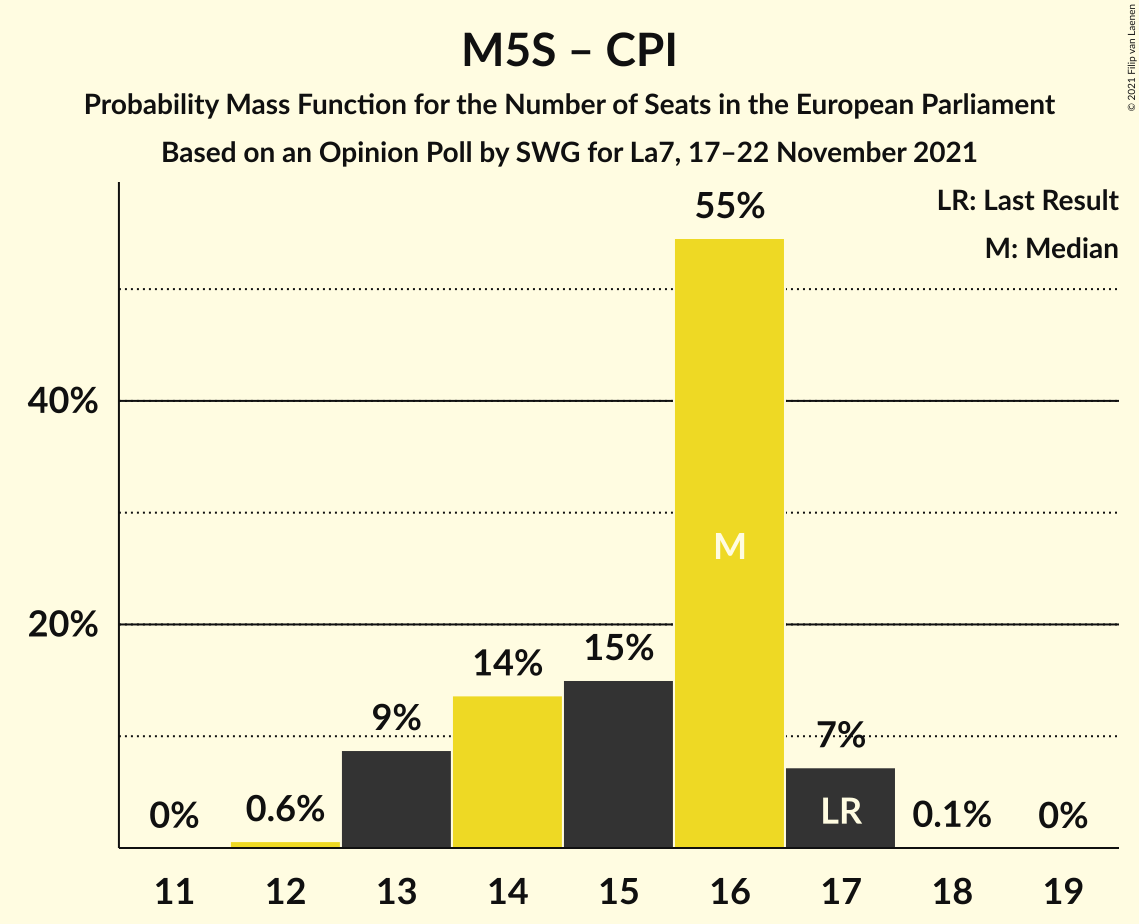 M5S – CPI
Probability Mass Function for the Number of Seats in the European Parliament
Based on an Opinion Poll by SWG for La7, 17–22 November 2021
© 2021 Filip van Laenen
LR: Last Result
M: Median
55%
40%
M
20%
15%
14%
9%
7%
0%
0.6%
LR
0.1%
0%
11 12 13 14 15 16 17 18 19